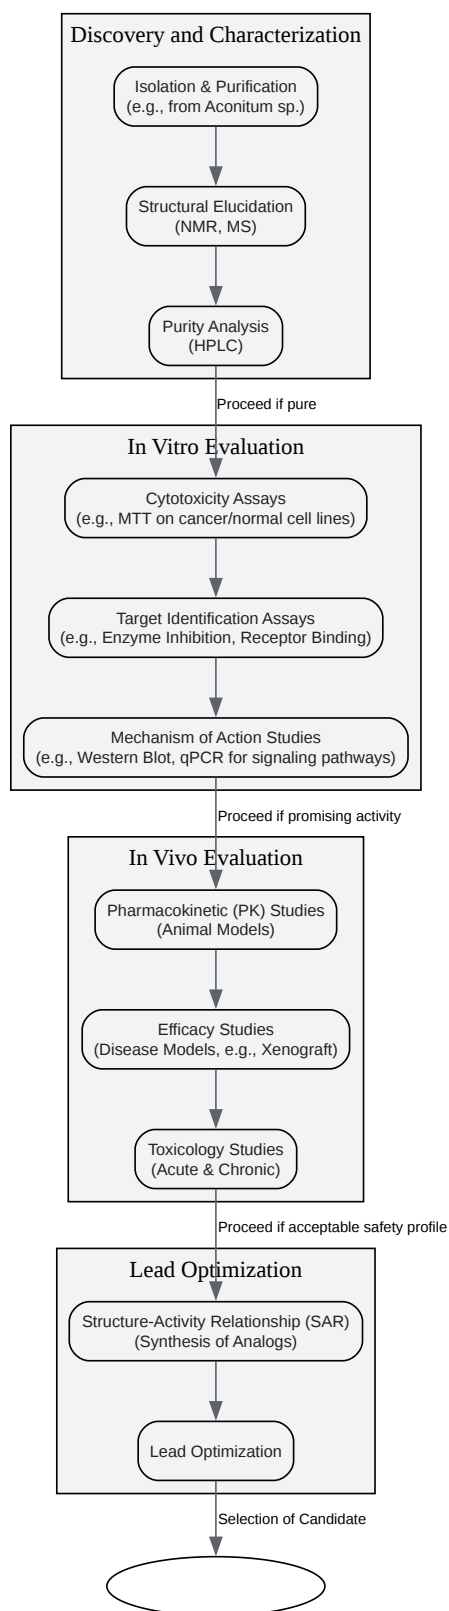 Discovery and Characterization
Isolation & Purification
(e.g., from Aconitum sp.)
Structural Elucidation
(NMR, MS)
Purity Analysis
(HPLC)
Proceed if pure
In Vitro Evaluation
Cytotoxicity Assays
(e.g., MTT on cancer/normal cell lines)
Target Identification Assays
(e.g., Enzyme Inhibition, Receptor Binding)
Mechanism of Action Studies
(e.g., Western Blot, qPCR for signaling pathways)
Proceed if promising activity
In Vivo Evaluation
Pharmacokinetic (PK) Studies
(Animal Models)
Efficacy Studies
(Disease Models, e.g., Xenograft)
Toxicology Studies
(Acute & Chronic)
Proceed if acceptable safety profile
Lead Optimization
Structure-Activity Relationship (SAR)
(Synthesis of Analogs)
Lead Optimization
Selection of Candidate